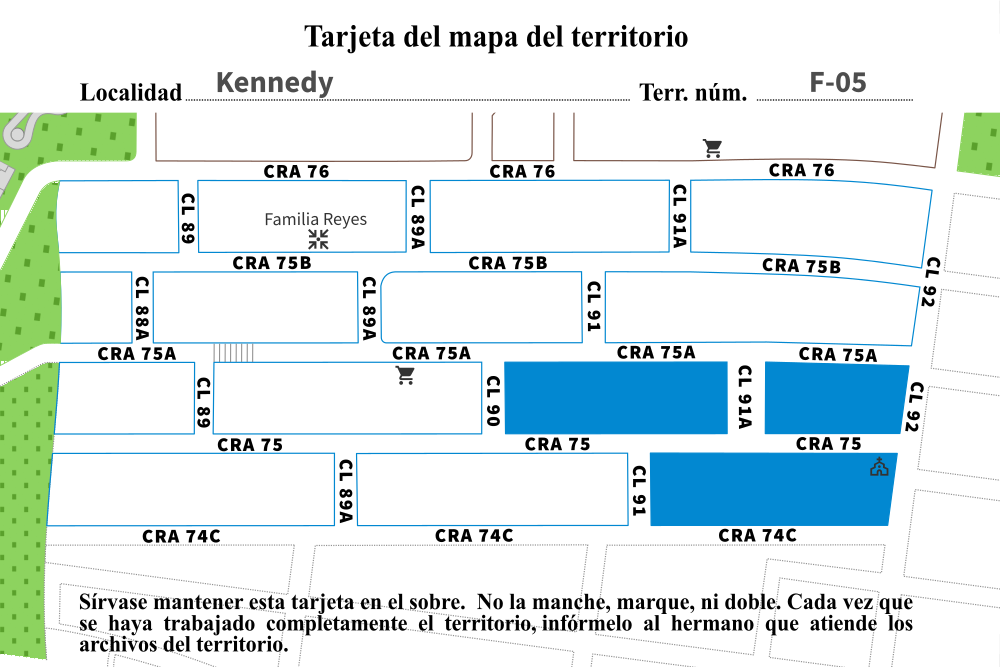 Tarjeta del mapa del territorio
Localidad Kennedy Terr. núm. F-05
CRA 76 CRA 76 CRA 76
CL 89 CL 89A CL 91A
Familia Reyes
CRA 75B CRA 75B CRA 75B
CL 88A CL 89A CL 91 CL 92
CRA 75A CRA 75A CRA 75A CRA 75A
CL 89 CL 90 CL 91A CL 92
CRA 75 CRA 75 CRA 75
CL 89A CL 91
CRA 74C CRA 74C CRA 74C
Sírvase mantener esta tarjeta en el sobre. No la manche, marque, ni doble. Cada vez que
se haya trabajado completamente el territorio, infórmelo al hermano que atiende los
archivos del territorio.